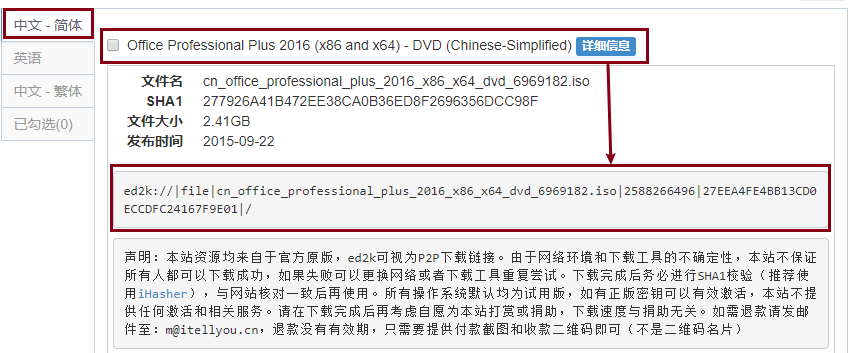 中文 - 简体
英语
中文 - 繁体
已勾选(0)
Office Professional Plus 2016 (x86 and x64) - DVD (Chinese-Simplified) 详细信息
文件名 cn_office_professional_plus_2016_x86_x64_dvd_6969182.iso
SHA1 277926A41B472EE38CA0B36ED8F2696356DCC98F
文件大小 2.41GB
发布时间 2015-09-22
ed2k://|file|cn_office_professional_plus_2016_x86_x64_dvd_6969182.iso|2588266496|27EEA4FE4BB13CD0
ECCDFC24167F9E01|/
声明：本站资源均来自于官方原版，ed2k可视为P2P下载链接。由于网络环境和下载工具的不确定性，本站不保证
所有人都可以下载成功，如果失败可以更换网络或者下载工具重复尝试。下载完成后务必进行SHA1校验（推荐使
用iHasher），与网站核对一致后再使用。所有操作系统默认均为试用版，如有正版密钥可以有效激活，本站不提
供任何激活和相关服务。请在下载完成后再考虑自愿为本站打赏或捐助，下载速度与捐助无关。如需退款请发邮
件至：m@itellyou.cn，退款没有有效期，只需要提供付款截图和收款二维码即可（不是二维码名片）